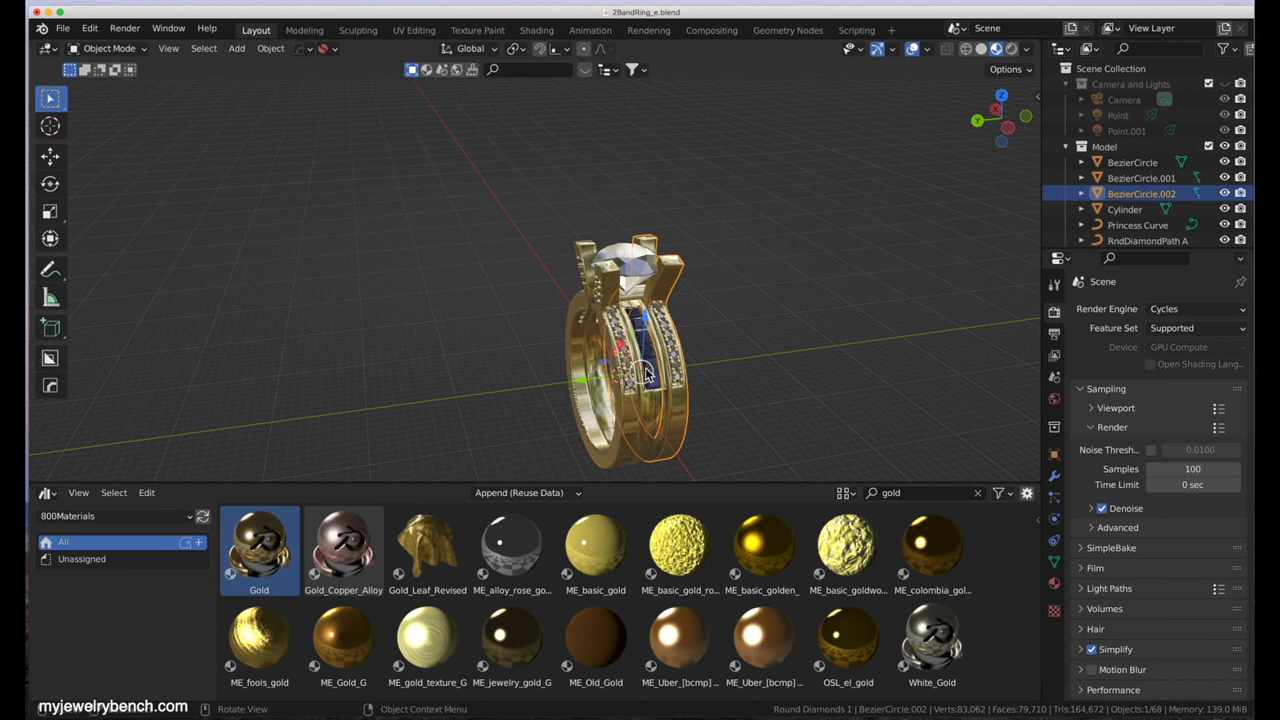 2BandRing_e.blend
File Edit Render Window Help Layout Modeling Sculpting UV Editing Texture Paint Shading Animation Rendering Compositing Geometry Nodes Scripting Scene View Layer
Object Mode View Select Add Object Global
Options
Scene Collection
Camera and Lights
Camera
Point
Point.001
Model
BezierCircle
BezierCircle.001
BezierCircle.002
Cylinder
Princess Curve
RndDiamondPath A
Scene
Render Engine Cycles
Feature Set Supported
Device GPU Compute
Open Shading Lang...
Sampling
Viewport
Render
Noise Thresh... 0.0100
Samples 100
Time Limit 0 sec
Denoise
Advanced
SimpleBake
Film
Light Paths
Volumes
Hair
Simplify
Motion Blur
Performance
View Select Edit Append (Reuse Data) gold
800Materials
All
Unassigned
Gold Gold_Copper_Alloy Gold_Leaf_Revised ME_alloy_rose_go... ME_basic_gold ME_basic_gold_ro... ME_basic_golden_ ME_basic_goldwo... ME_colombia_gol...
ME_fools_gold ME_Gold_G ME_gold_texture_G ME_jewelry_gold_G ME_Old_Gold ME_Uber_[bcmp] ... ME_Uber_[bcmp] ... OSL_el_gold White_Gold
myjewelrybench.com
Rotate View Object Context Menu Round Diamonds 1 | BezierCircle.002 | Verts:83,062 | Faces:79,710 | Tris:164,672 | Objects:1/68 | Memory: 139.0 MiB
X
Y
Z